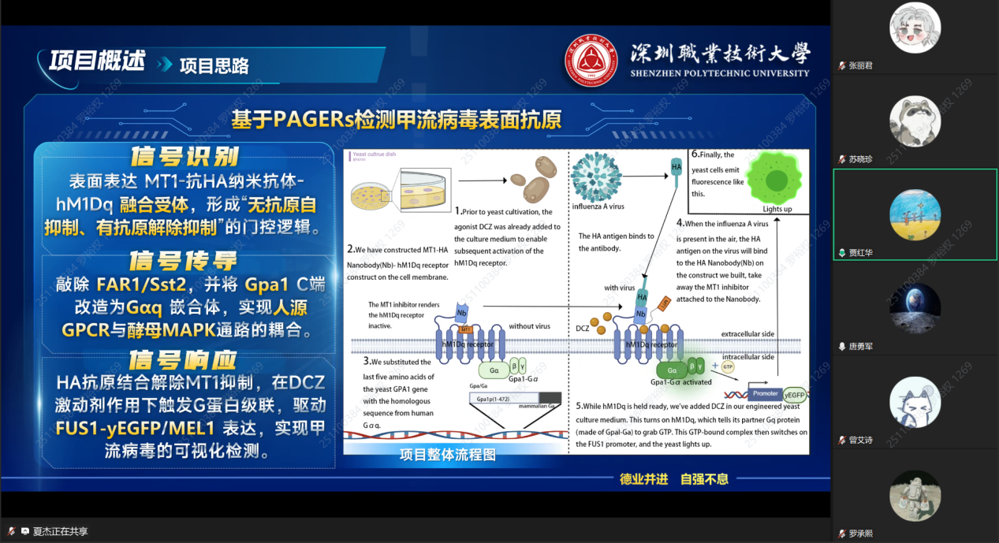 项目概述
项目思路
深圳職業技術大學
SHENZHEN POLYTECHNIC UNIVERSITY
基于PAGERs检测甲流病毒表面抗原
信号识别
表面表达 MT1-抗HA纳米抗体-
hM1Dq 融合受体，形成“无抗原自
抑制、有抗原解除抑制”的门控逻辑。
信号传导
敲除 FAR1/Sst2，并将 Gpa1 C端
改造为Gαq 嵌合体，实现人源
GPCR与酵母MAPK通路的耦合。
信号响应
HA抗原结合解除MT1抑制，在DCZ
激动剂作用下触发G蛋白级联，驱动
FUS1-yEGFP/MEL1 表达，实现甲
流病毒的可视化检测。
Yeast cultrue dish
1.Prior to yeast cultivation, the
agonist DCZ was already added to
the culture medium to enable
subsequent activation of the
hM1Dq receptor.
2.We have constructed MT1-HA
Nanobody(Nb)- hM1Dq receptor
construct on the cell membrane.
The MT1 inhibitor renders
the hM1Dq receptor
inactive.
Nb
MT1
without virus
hM1Dq receptor
Gα
β
γ
Gpa1-Gα
3.We substituted the
last five amino acids of
the yeast GPA1 gene
with the homologous
sequence from human
Gαq.
Gpa/Ga
Gpa1p(1-472)
mammalian Ga
项目整体流程图
influenza A virus
HA
The HA antigen binds to
the antibody.
6.Finally, the
yeast cells emit
fluorescence like
this.
Lights up
4.When the influenza A virus
is present in the air, the HA
antigen on the virus will bind
to the HA Nanobody(Nb) on
the construct we built, take
away the MT1 inhibitor
attached to the Nanobody.
with virus
HA
Nb
DCZ
hM1Dq receptor
extracellular side
intracellular side
Gα
β
γ
+
GTP
Gpa1-Gα activated
Promoter
yEGFP
5.While hM1Dq is held ready, we've added DCZ in our engineered yeast
culture medium. This turns on hM1Dq, which tells its partner Gq protein
(made of Gpal-Ga) to grab GTP. This GTP-bound complex then switches on
the FUS1 promoter, and the yeast lights up.
德业并进 自强不息
夏杰正在共享
张丽君
苏晓珍
贾红华
唐勇军
曾艾诗
罗承熙
251100384 罗裕权 1269